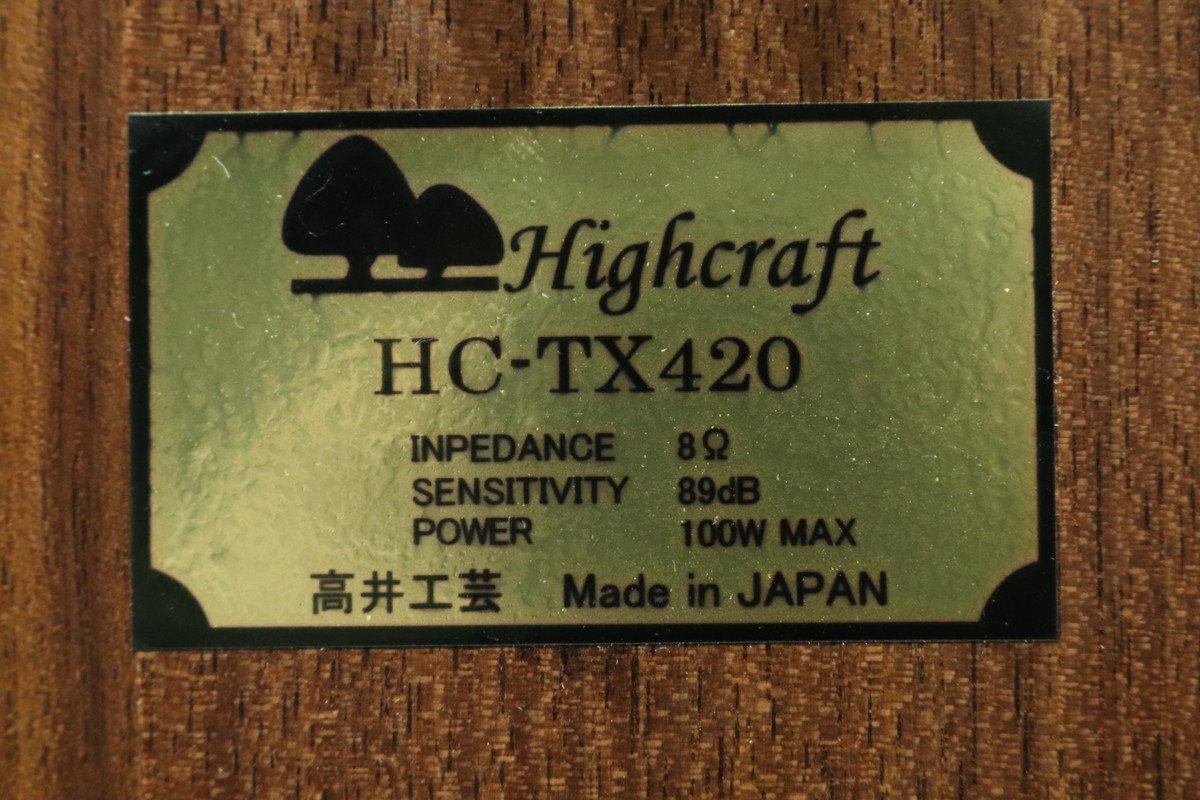 Highcraft
HC-TX420
INPEDANCE 8Ω
SENSITIVITY 89dB
POWER 100W MAX
高井工芸 Made in JAPAN